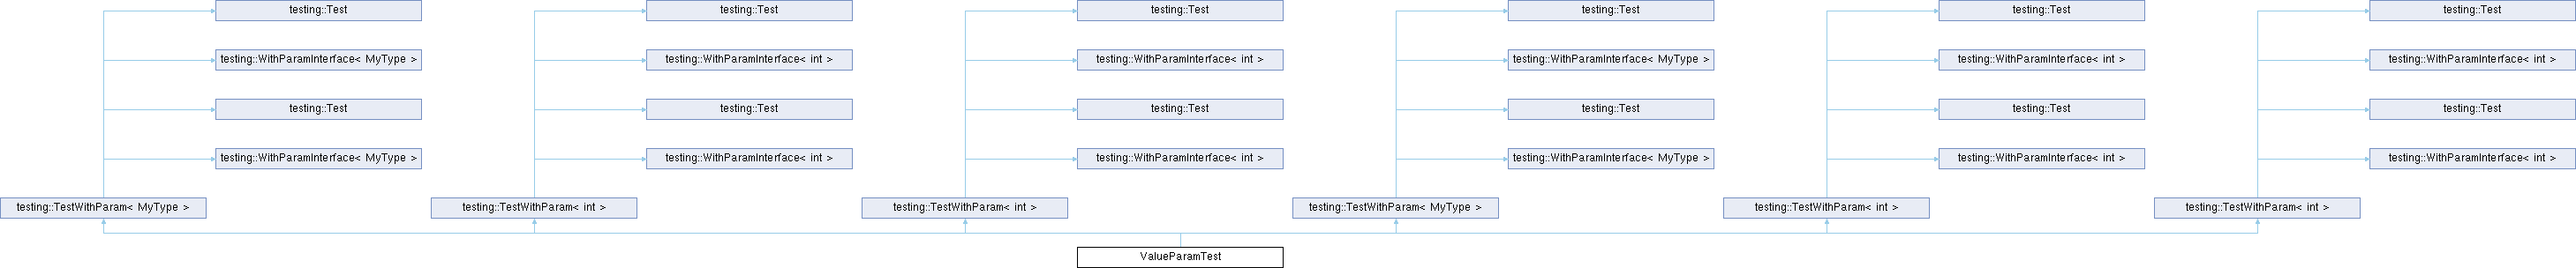 testing::Test
testing::Test
testing::Test
testing::Test
testing::Test
testing::Test
testing::WithParamInterface< MyType >
testing::WithParamInterface< int >
testing::WithParamInterface< int >
testing::WithParamInterface< MyType >
testing::WithParamInterface< int >
testing::WithParamInterface< int >
testing::Test
testing::Test
testing::Test
testing::Test
testing::Test
testing::Test
testing::WithParamInterface< MyType >
testing::WithParamInterface< int >
testing::WithParamInterface< int >
testing::WithParamInterface< MyType >
testing::WithParamInterface< int >
testing::WithParamInterface< int >
testing::TestWithParam< MyType >
testing::TestWithParam< int >
testing::TestWithParam< int >
testing::TestWithParam< MyType >
testing::TestWithParam< int >
testing::TestWithParam< int >
ValueParamTest